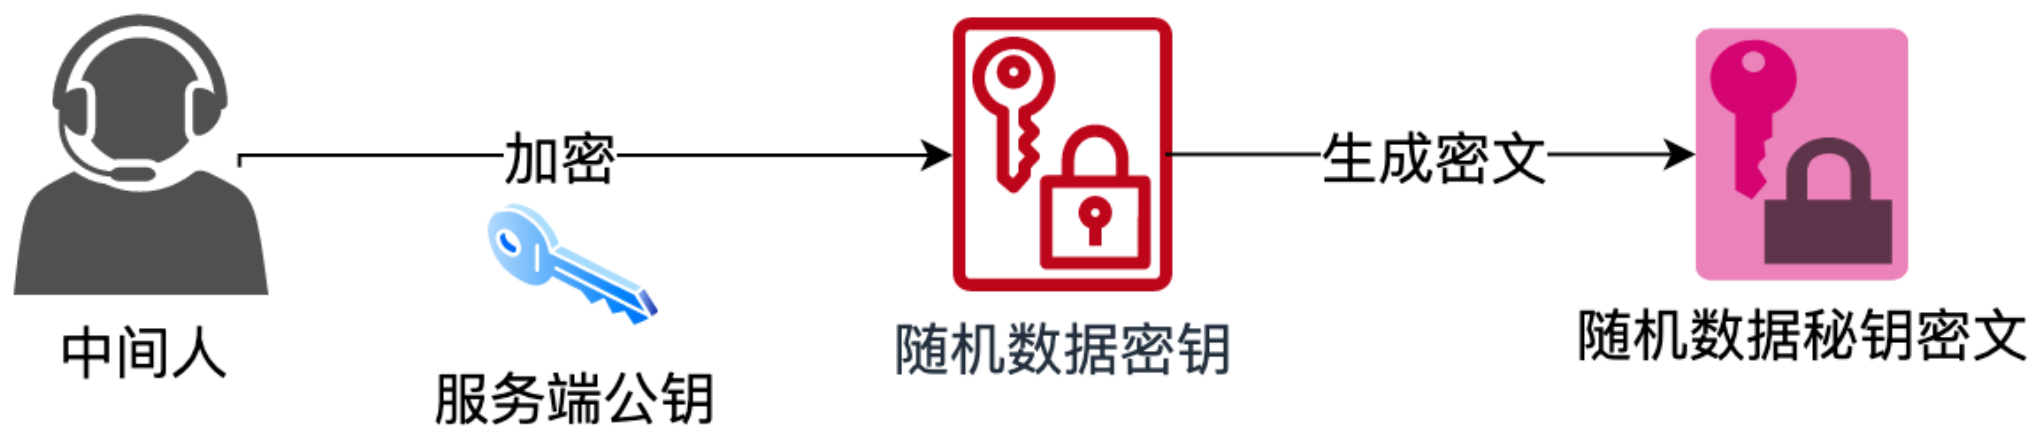 加密
生成密文
中间人
服务端公钥
随机数据密钥
随机数据秘钥密文